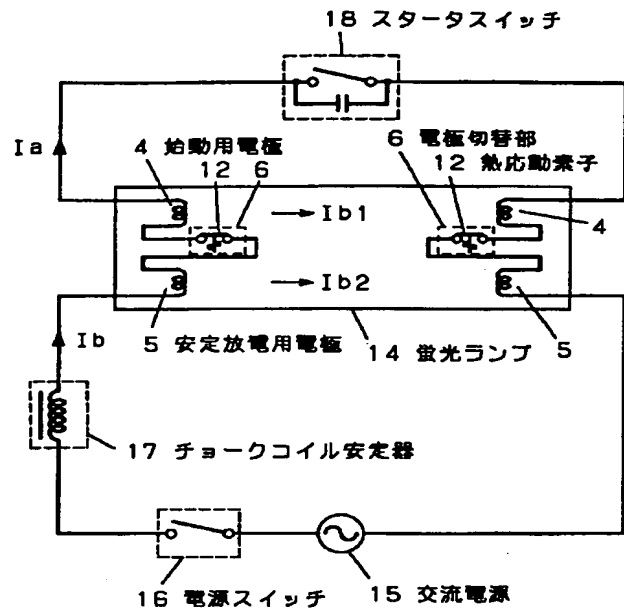 18 スタータスイッチ
Ia
4 始動用電極
12
6
6 電極切替部
12 熱応動素子
Ib1
4
Ib2
Ib
5 安定放電用電極
14 蛍光ランプ
5
17 チョークコイル安定器
16 電源スイッチ
15 交流電源